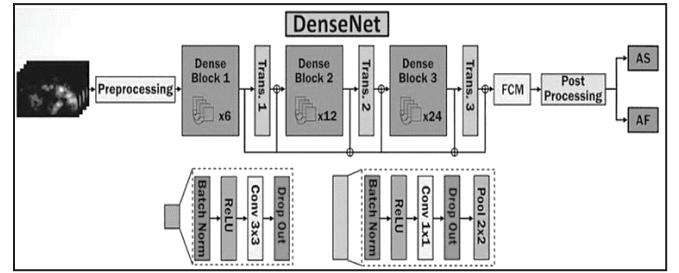 DenseNet
Preprocessing
Dense
Block 1
x6
Trans. 1
Dense
Block 2
x12
Trans. 2
Dense
Block 3
x24
Trans. 3
FCM
Post
Processing
AS
AF
Batch Norm
ReLU
Conv 3x3
Drop Out
Batch Norm
ReLU
Conv 1x1
Drop Out
Pool 2x2